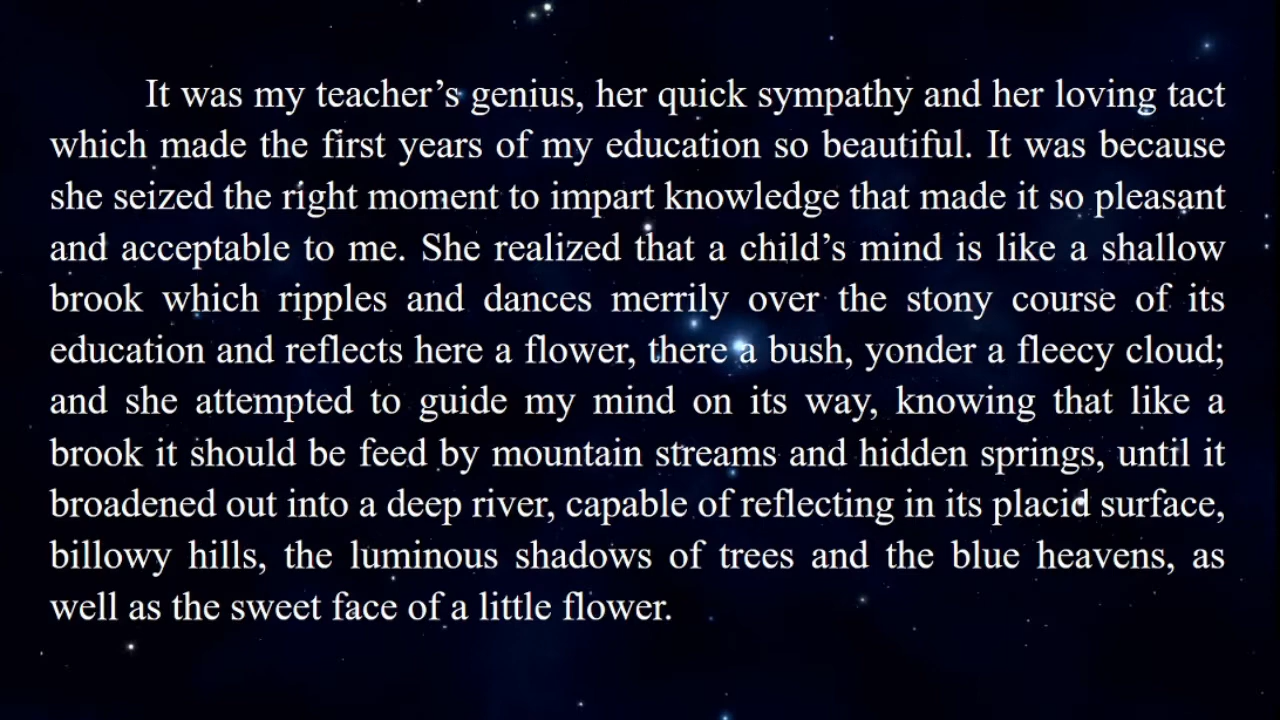 It was my teacher’s genius, her quick sympathy and her loving tact
which made the first years of my education so beautiful. It was because
she seized the right moment to impart knowledge that made it so pleasant
and acceptable to me. She realized that a child’s mind is like a shallow
brook which ripples and dances merrily over the stony course of its
education and reflects here a flower, there a bush, yonder a fleecy cloud;
and she attempted to guide my mind on its way, knowing that like a
brook it should be feed by mountain streams and hidden springs, until it
broadened out into a deep river, capable of reflecting in its placid surface,
billowy hills, the luminous shadows of trees and the blue heavens, as
well as the sweet face of a little flower.